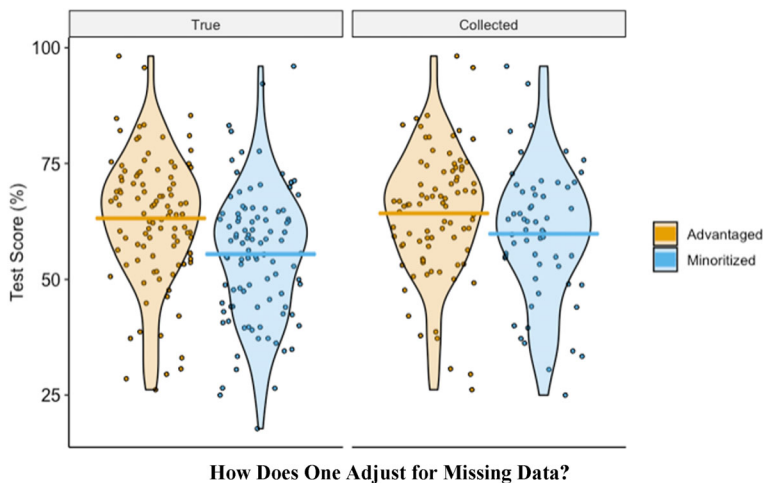 True Collected
100
75
50
25
Test Score (%)
Advantaged
Minoritized
How Does One Adjust for Missing Data?